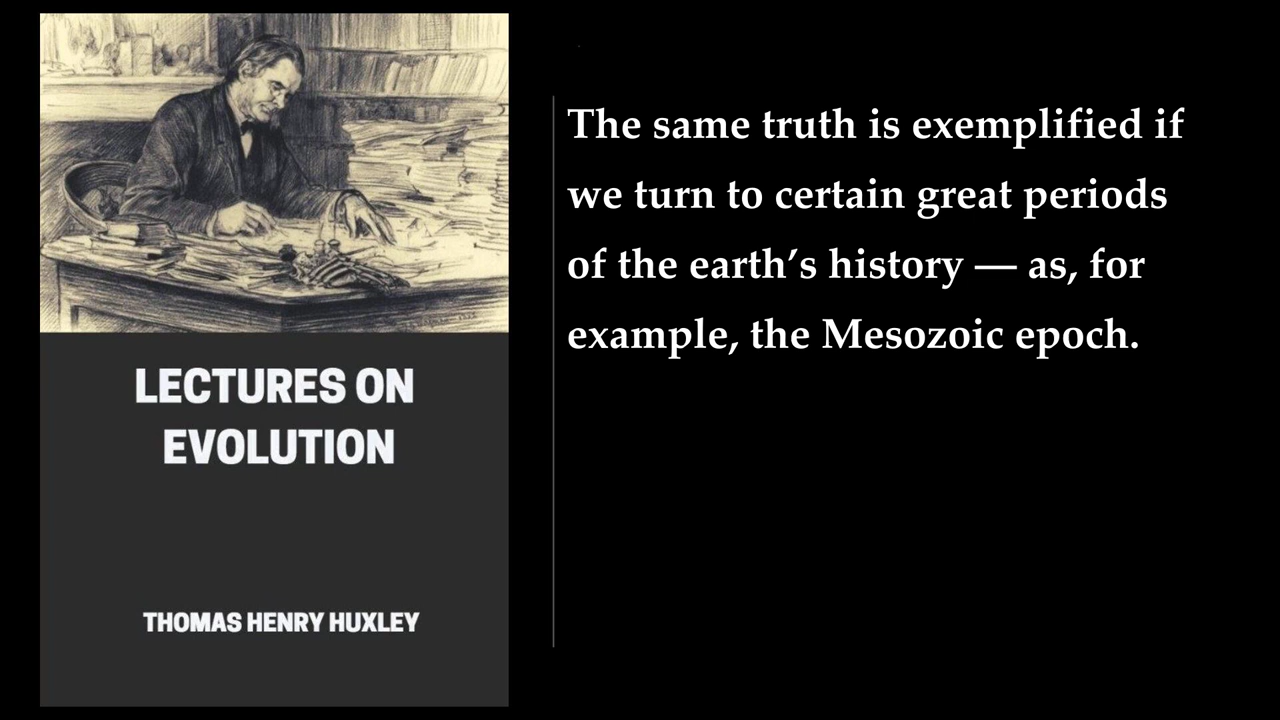 LECTURES ON
EVOLUTION
THOMAS HENRY HUXLEY
The same truth is exemplified if
we turn to certain great periods
of the earth’s history — as, for
example, the Mesozoic epoch.